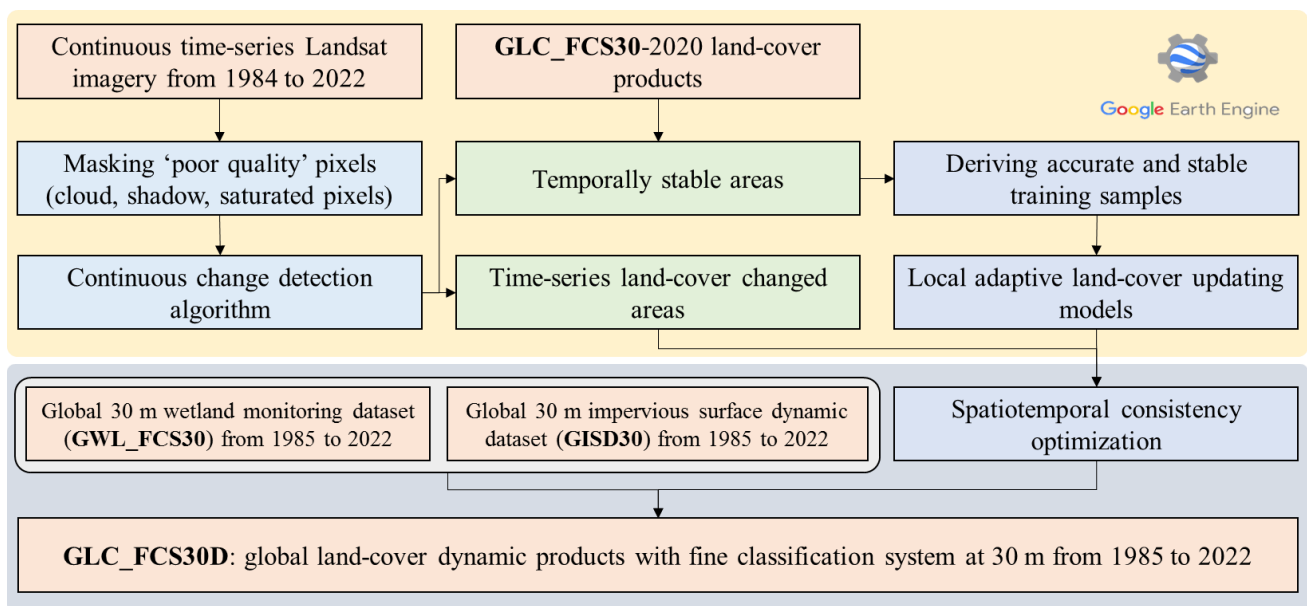 Continuous time-series Landsat
imagery from 1984 to 2022
GLC_FCS30-2020 land-cover
products
Google Earth Engine
Masking ‘poor quality’ pixels
(cloud, shadow, saturated pixels)
Temporally stable areas
Deriving accurate and stable
training samples
Continuous change detection
algorithm
Time-series land-cover changed
areas
Local adaptive land-cover updating
models
Global 30 m wetland monitoring dataset
(GWL_FCS30) from 1985 to 2022
Global 30 m impervious surface dynamic
dataset (GISD30) from 1985 to 2022
Spatiotemporal consistency
optimization
GLC_FCS30D: global land-cover dynamic products with fine classification system at 30 m from 1985 to 2022